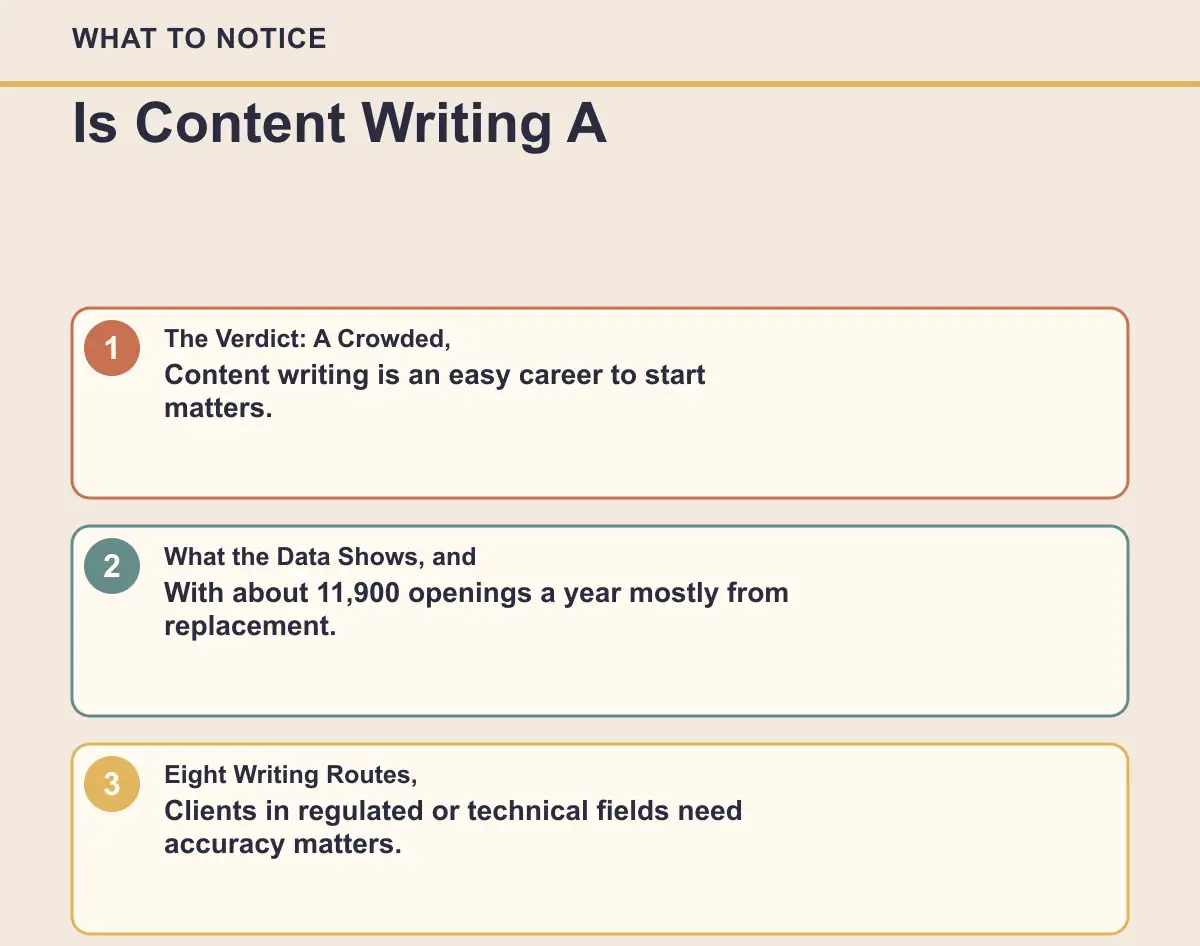 WHAT TO NOTICE
Is Content Writing A
1
The Verdict: A Crowded,
Content writing is an easy career to start
matters.
2
What the Data Shows, and
With about 11,900 openings a year mostly from
replacement.
3
Eight Writing Routes,
Clients in regulated or technical fields need
accuracy matters.